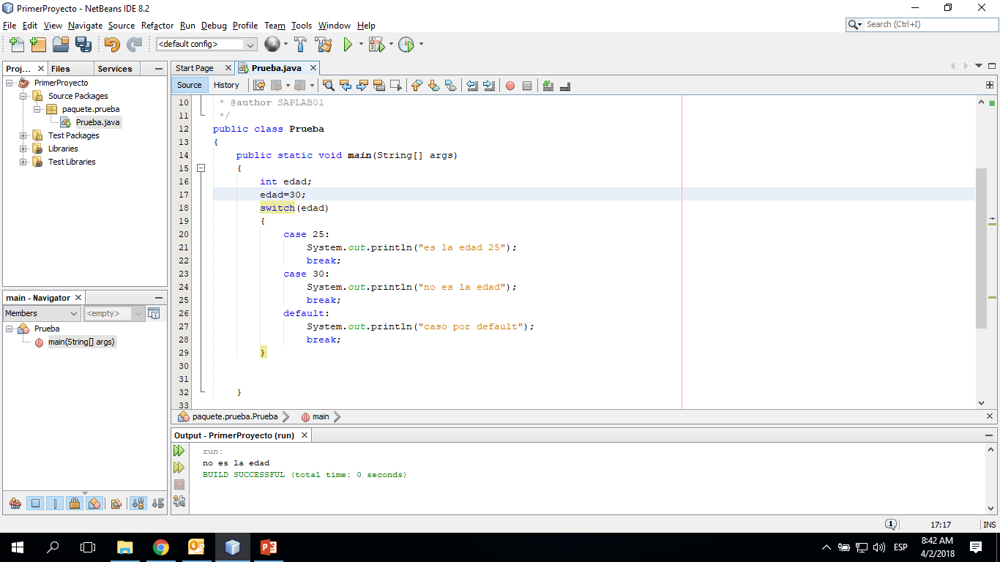 PrimerProyecto - NetBeans IDE 8.2
File Edit View Navigate Source Refactor Run Debug Profile Team Tools Window Help
Search (Ctrl+I)
<default config>
Proj... Files Services
PrimerProyecto
Source Packages
paquete.prueba
Prueba.java
Test Packages
Libraries
Test Libraries
main - Navigator
Members <empty>
Prueba
main(String[] args)
Start Page Prueba.java
Source History
10 * @author SAPLAB01
11 */
12 public class Prueba
13 {
14 public static void main(String[] args)
15 {
16 int edad;
17 edad=30;
18 switch(edad)
19 {
20 case 25:
21 System.out.println("es la edad 25");
22 break;
23 case 30:
24 System.out.println("no es la edad");
25 break;
26 default:
27 System.out.println("caso por default");
28 break;
29 }
30
31
32 }
33
paquete.prueba.Prueba main
Output - PrimerProyecto (run)
run:
no es la edad
BUILD SUCCESSFUL (total time: 0 seconds)
1 17:17 INS
ESP
8:42 AM
4/2/2018